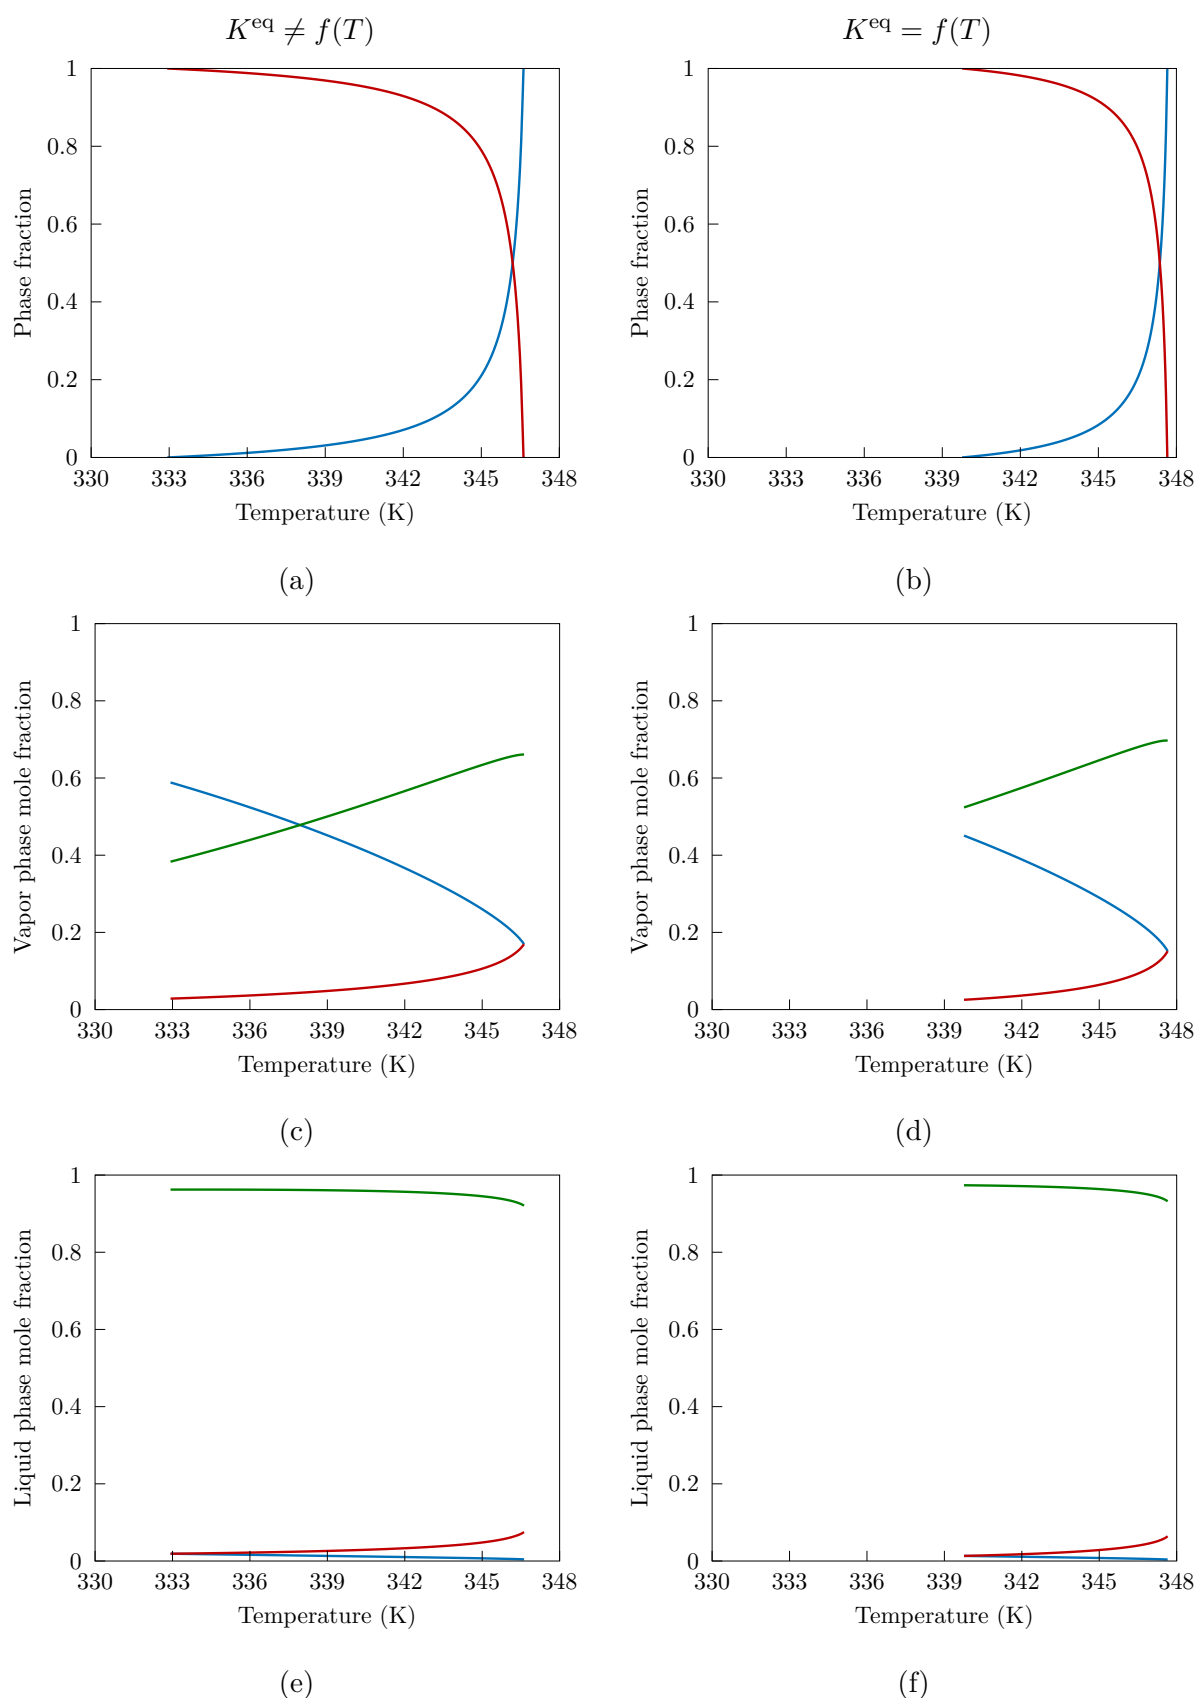 K^eq ≠ f(T)
K^eq = f(T)
Phase fraction
1
0.8
0.6
0.4
0.2
0
330 333 336 339 342 345 348
Temperature (K)
(a)
Phase fraction
1
0.8
0.6
0.4
0.2
0
330 333 336 339 342 345 348
Temperature (K)
(b)
Vapor phase mole fraction
1
0.8
0.6
0.4
0.2
0
330 333 336 339 342 345 348
Temperature (K)
(c)
Vapor phase mole fraction
1
0.8
0.6
0.4
0.2
0
330 333 336 339 342 345 348
Temperature (K)
(d)
Liquid phase mole fraction
1
0.8
0.6
0.4
0.2
0
330 333 336 339 342 345 348
Temperature (K)
(e)
Liquid phase mole fraction
1
0.8
0.6
0.4
0.2
0
330 333 336 339 342 345 348
Temperature (K)
(f)